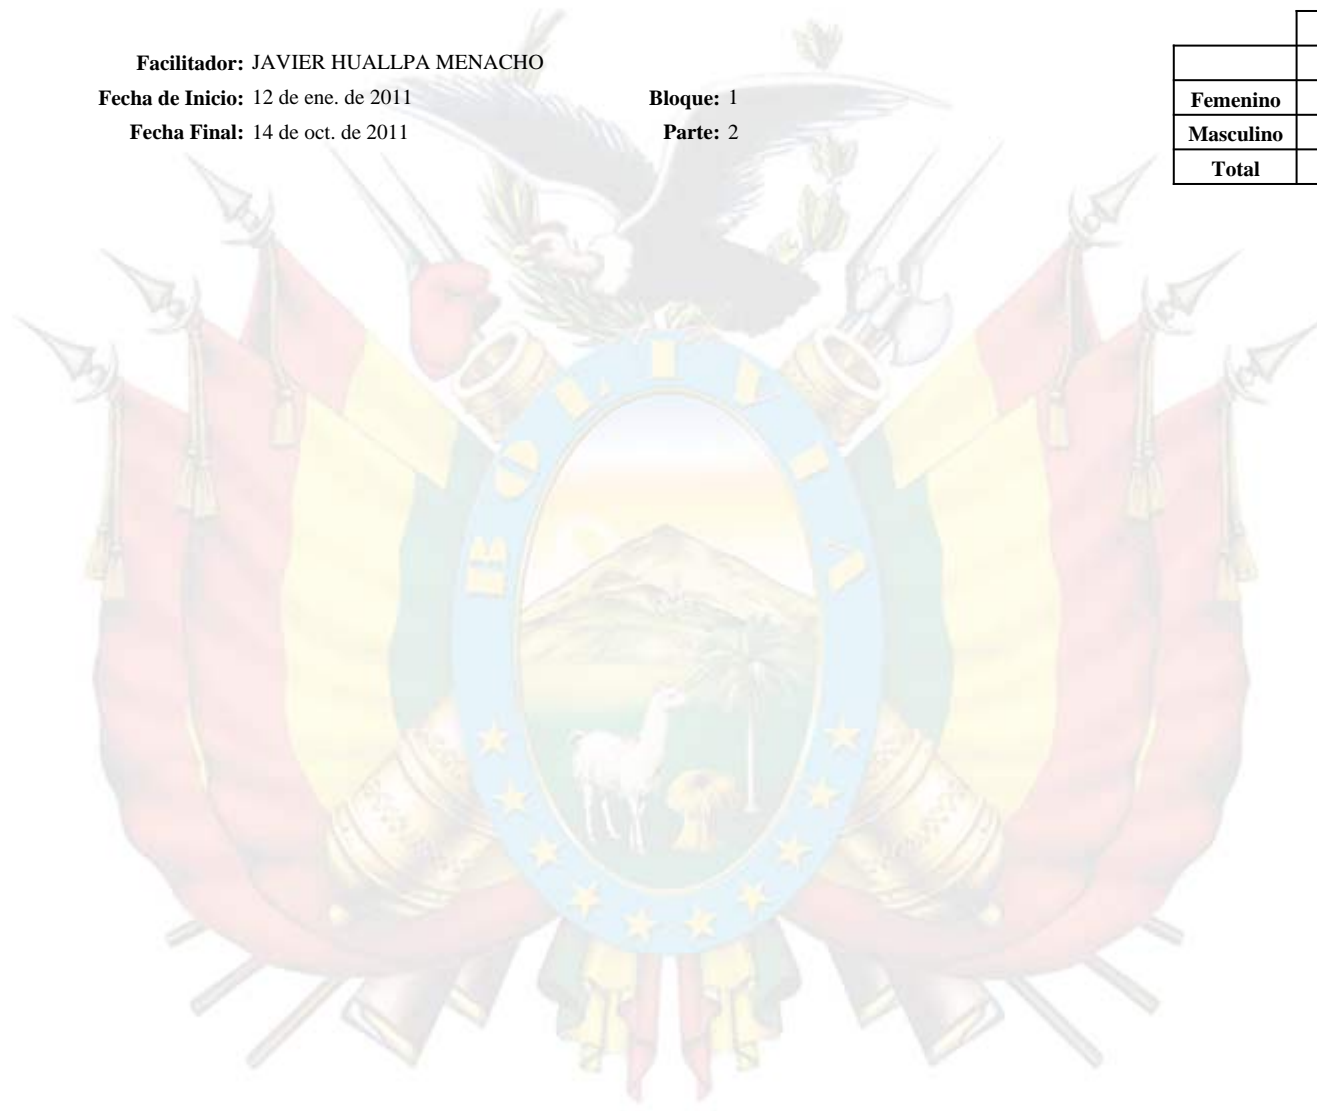 Facilitador: JAVIER HUALLPA MENACHO
Fecha de Inicio: 12 de ene. de 2011 Bloque: 1
Fecha Final: 14 de oct. de 2011 Parte: 2
Femenino
Masculino
Total
BOLIVIA